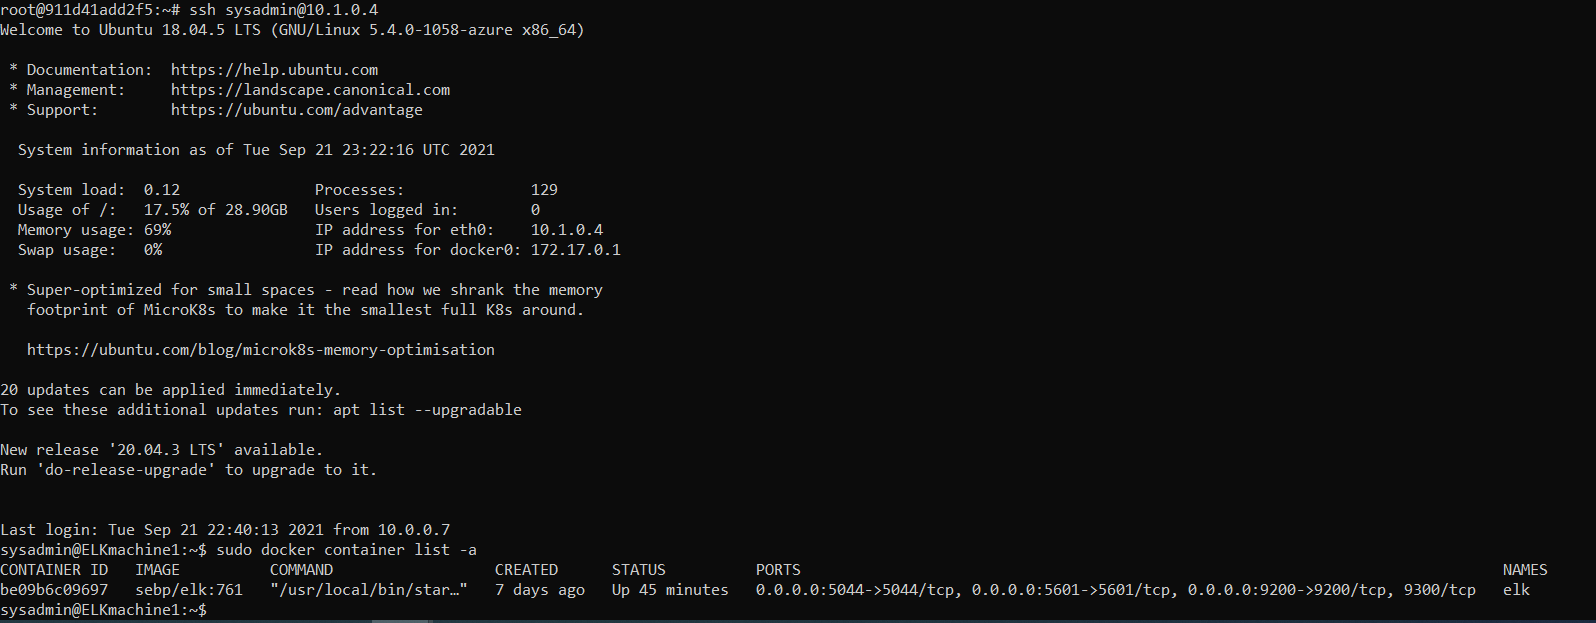 root@911d41add2f5:~# ssh sysadmin@10.1.0.4
Welcome to Ubuntu 18.04.5 LTS (GNU/Linux 5.4.0-1058-azure x86_64)
* Documentation:  https://help.ubuntu.com
* Management:     https://landscape.canonical.com
* Support:        https://ubuntu.com/advantage
System information as of Tue Sep 21 23:22:16 UTC 2021
System load:  0.12               Processes:              129
Usage of /:   17.5% of 28.90GB   Users logged in:        0
Memory usage: 69%                IP address for eth0:    10.1.0.4
Swap usage:   0%                 IP address for docker0: 172.17.0.1
* Super-optimized for small spaces - read how we shrank the memory
footprint of MicroK8s to make it the smallest full K8s around.
https://ubuntu.com/blog/microk8s-memory-optimisation
20 updates can be applied immediately.
To see these additional updates run: apt list --upgradable
New release '20.04.3 LTS' available.
Run 'do-release-upgrade' to upgrade to it.
Last login: Tue Sep 21 22:40:13 2021 from 10.0.0.7
sysadmin@ELKmachine1:~$ sudo docker container list -a
CONTAINER ID   IMAGE          COMMAND                  CREATED      STATUS          PORTS                                                                              NAMES
be09b6c09697   sebp/elk:761   "/usr/local/bin/star…"   7 days ago   Up 45 minutes   0.0.0.0:5044->5044/tcp, 0.0.0.0:5601->5601/tcp, 0.0.0.0:9200->9200/tcp, 9300/tcp   elk
sysadmin@ELKmachine1:~$